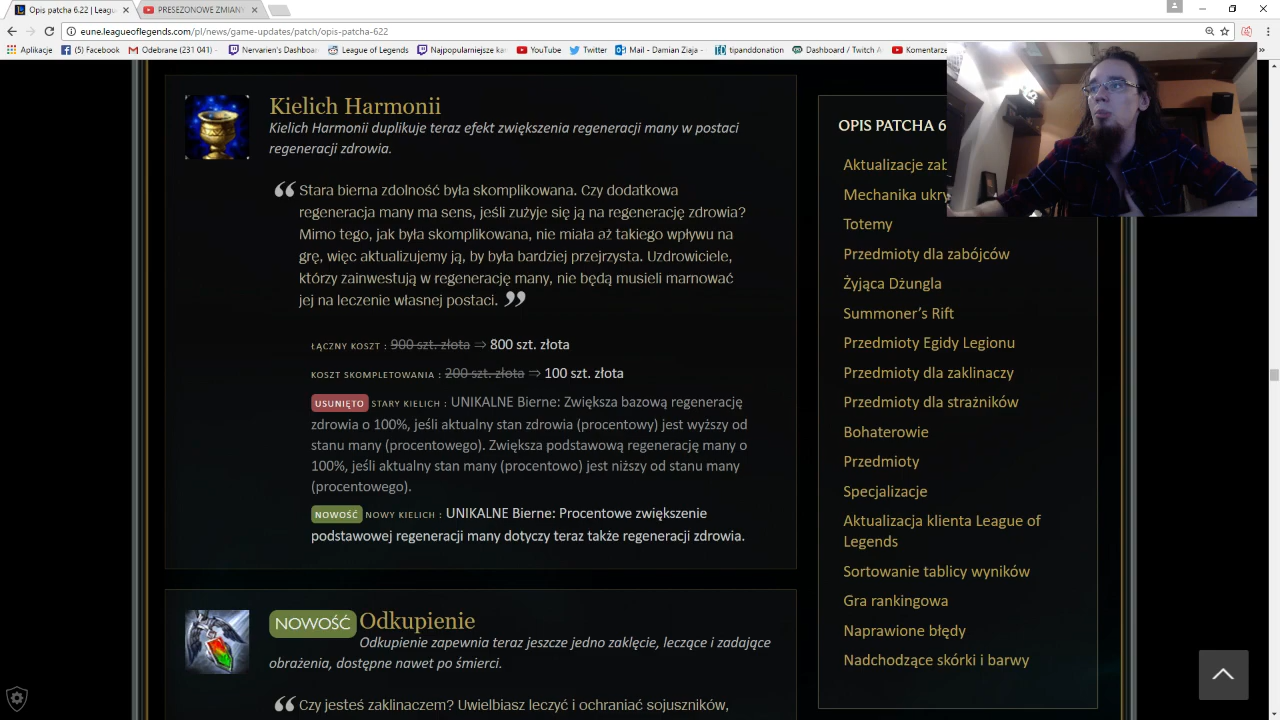 Opis patcha 6.22 | Leagu
PRESEZONOWE ZMIAN
eune.leagueoflegends.com/pl/news/game-updates/patch/opis-patcha-622
Aplikacje
(5) Facebook
Odebrane (231 041)
Nervarien's Dashboard
League of Legends
Najpopularniejsze kan
YouTube
Twitter
Mail - Damian Ziaja
tipanddonation
Dashboard / Twitch
Komentarze
Kielich Harmonii
Kielich Harmonii duplikuje teraz efekt zwiększenia regeneracji many w postaci
regeneracji zdrowia.
“ Stara bierna zdolność była skomplikowana. Czy dodatkowa
regeneracja many ma sens, jeśli zużyje się ją na regenerację zdrowia?
Mimo tego, jak była skomplikowana, nie miała aż takiego wpływu na
grę, więc aktualizujemy ją, by była bardziej przejrzysta. Uzdrowiciele,
którzy zainwestują w regenerację many, nie będą musieli marnować
jej na leczenie własnej postaci. ”
ŁĄCZNY KOSZT : 900 szt. złota ⇒ 800 szt. złota
KOSZT SKOMPLETOWANIA : 200 szt. złota ⇒ 100 szt. złota
USUNIĘTO STARY KIELICH : UNIKALNE Bierne: Zwiększa bazową regenerację
zdrowia o 100%, jeśli aktualny stan zdrowia (procentowy) jest wyższy od
stanu many (procentowego). Zwiększa podstawową regenerację many o
100%, jeśli aktualny stan many (procentowo) jest niższy od stanu many
(procentowego).
NOWOŚĆ NOWY KIELICH : UNIKALNE Bierne: Procentowe zwiększenie
podstawowej regeneracji many dotyczy teraz także regeneracji zdrowia.
NOWOŚĆ Odkupienie
Odkupienie zapewnia teraz jeszcze jedno zaklęcie, leczące i zadające
obrażenia, dostępne nawet po śmierci.
“ Czy jesteś zaklinaczem? Uwielbiasz leczyć i ochraniać sojuszników,
OPIS PATCHA 6
Aktualizacje zab
Mechanika ukry
Totemy
Przedmioty dla zabójców
Żyjąca Dżungla
Summoner's Rift
Przedmioty Egidy Legionu
Przedmioty dla zaklinaczy
Przedmioty dla strażników
Bohaterowie
Przedmioty
Specjalizacje
Aktualizacja klienta League of
Legends
Sortowanie tablicy wyników
Gra rankingowa
Naprawione błędy
Nadchodzące skórki i barwy